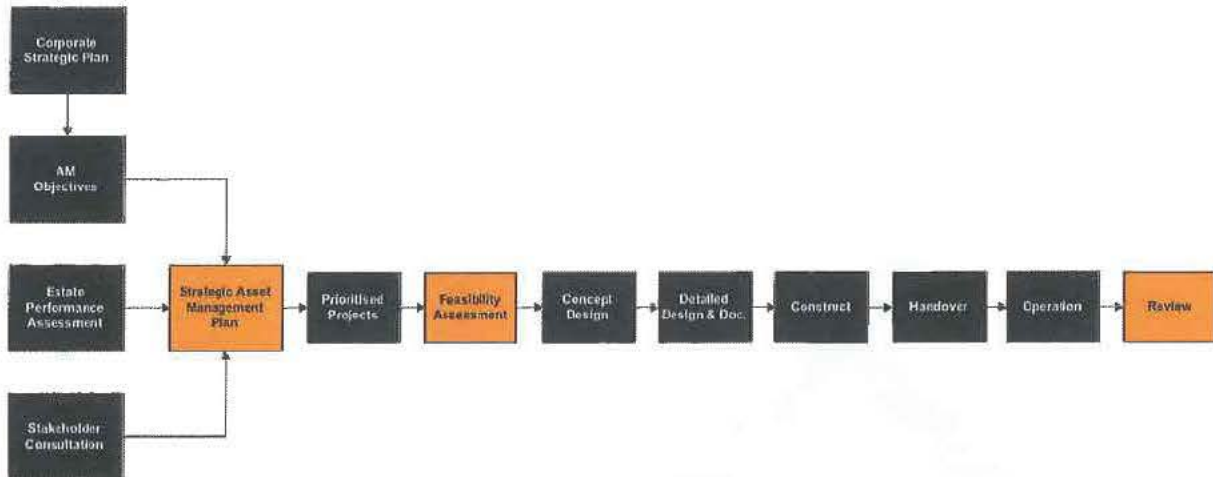 Corporate
Strategic Plan
AM
Objectives
Estate
Performance
Assessment
Strategic Asset
Management
Plan
Prioritised
Projects
Feasibility
Assessment
Concept
Design
Detailed
Design & Doc.
Construct
Handover
Operation
Review
Stakeholder
Consultation